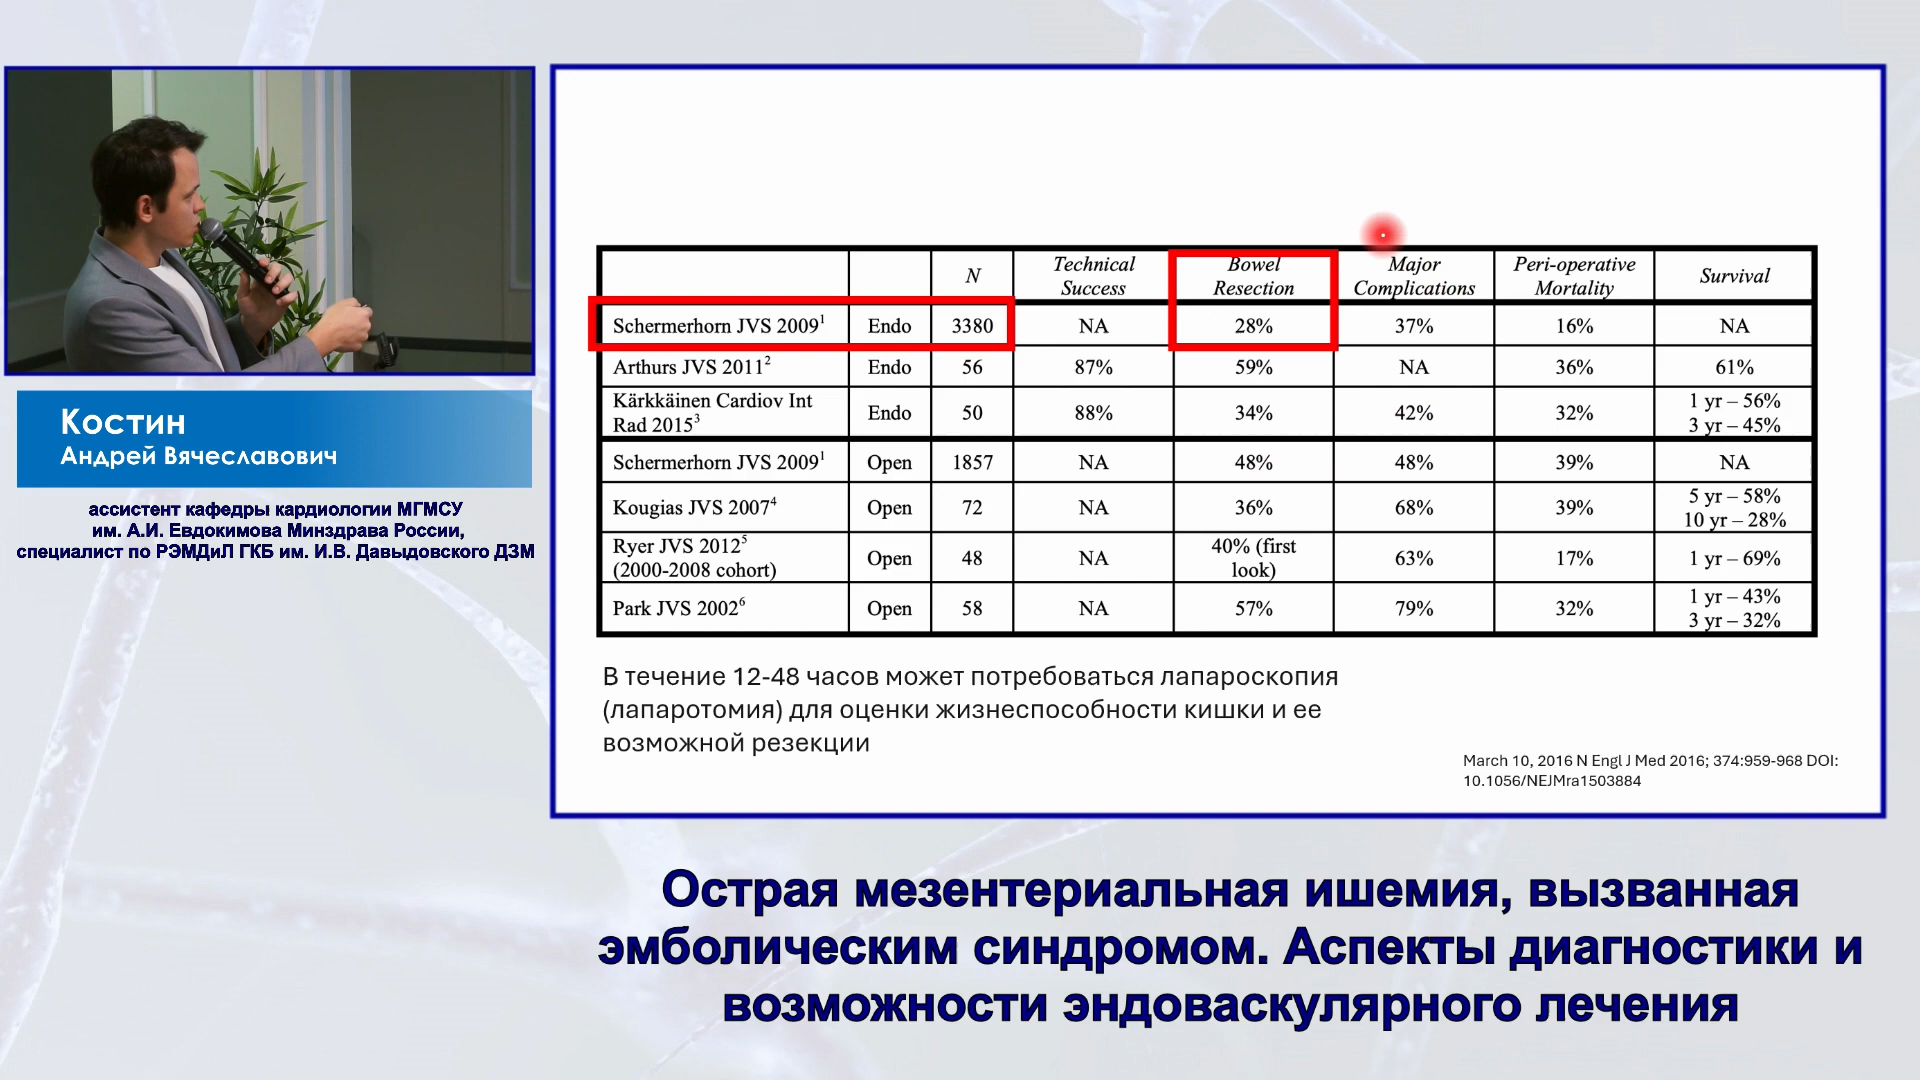 Костин
Андрей Вячеславович
ассистент кафедры кардиологии МГМСУ
им. А.И. Евдокимова Минздрава России,
специалист по РЭМДиЛ ГКБ им. И.В. Давыдовского ДЗМ
N Technical Success Bowel Resection Major Complications Peri-operative Mortality Survival
Schermerhorn JVS 2009¹ Endo 3380 NA 28% 37% 16% NA
Arthurs JVS 2011² Endo 56 87% 59% NA 36% 61%
Kärkkäinen Cardiov Int Rad 2015³ Endo 50 88% 34% 42% 32% 1 yr – 56% 3 yr – 45%
Schermerhorn JVS 2009¹ Open 1857 NA 48% 48% 39% NA
Kougias JVS 2007⁴ Open 72 NA 36% 68% 39% 5 yr – 58% 10 yr – 28%
Ryer JVS 2012⁵ (2000-2008 cohort) Open 48 NA 40% (first look) 63% 17% 1 yr – 69%
Park JVS 2002⁶ Open 58 NA 57% 79% 32% 1 yr – 43% 3 yr – 32%
В течение 12-48 часов может потребоваться лапароскопия
(лапаротомия) для оценки жизнеспособности кишки и ее
возможной резекции
March 10, 2016 N Engl J Med 2016; 374:959-968 DOI:
10.1056/NEJMra1503884
Острая мезентериальная ишемия, вызванная
эмболическим синдромом. Аспекты диагностики и
возможности эндоваскулярного лечения